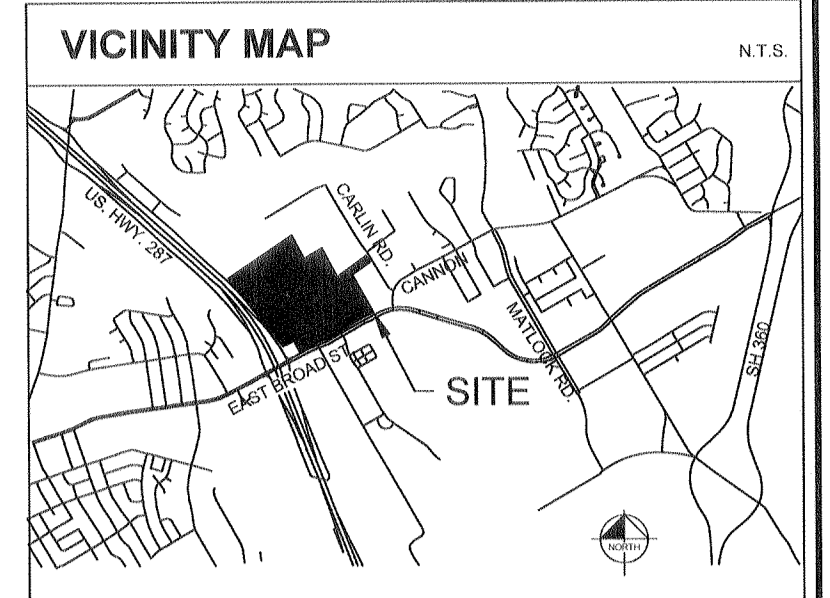 VICINITY MAP
N.T.S.
US. HWY. 287
CARLIN RD.
CANNON
MATLOCK RD.
SH 360
EAST BROAD ST.
SITE
NORTH